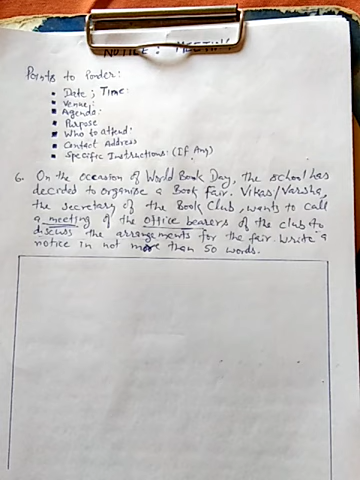 NOTICE: MEETING
Points to Ponder:
▪ Date; Time:
▪ Venue:
▪ Agenda:
▪ Purpose
▪ Who to attend:
▪ Contact Address
▪ Specific Instructions: (If Any)
6. On the occasion of World Book Day, the school has
decided to organise a Book fair. Vikas/Varsha,
the secretary of the Book Club, wants to call
a meeting of the office bearers of the club to
discuss the arrangements for the fair. Write a
notice in not more than 50 words.